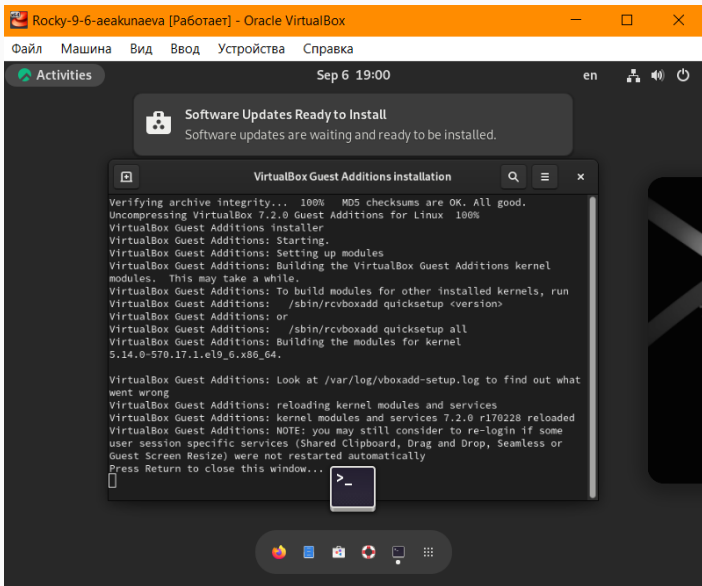 Rocky-9-6-aeakunaeva [Работает] - Oracle VirtualBox
Файл Машина Вид Ввод Устройства Справка
Activities Sep 6 19:00 en
Software Updates Ready to Install
Software updates are waiting and ready to be installed.
VirtualBox Guest Additions installation
Verifying archive integrity... 100% MD5 checksums are OK. All good.
Uncompressing VirtualBox 7.2.0 Guest Additions for Linux 100%
VirtualBox Guest Additions installer
VirtualBox Guest Additions: Starting.
VirtualBox Guest Additions: Setting up modules
VirtualBox Guest Additions: Building the VirtualBox Guest Additions kernel
modules. This may take a while.
VirtualBox Guest Additions: To build modules for other installed kernels, run
VirtualBox Guest Additions: /sbin/rcvboxadd quicksetup <version>
VirtualBox Guest Additions: or
VirtualBox Guest Additions: /sbin/rcvboxadd quicksetup all
VirtualBox Guest Additions: Building the modules for kernel
5.14.0-570.17.1.el9_6.x86_64.
VirtualBox Guest Additions: Look at /var/log/vboxadd-setup.log to find out what
went wrong
VirtualBox Guest Additions: reloading kernel modules and services
VirtualBox Guest Additions: kernel modules and services 7.2.0 r170228 reloaded
VirtualBox Guest Additions: NOTE: you may still consider to re-login if some
user session specific services (Shared Clipboard, Drag and Drop, Seamless or
Guest Screen Resize) were not restarted automatically
Press Return to close this window...